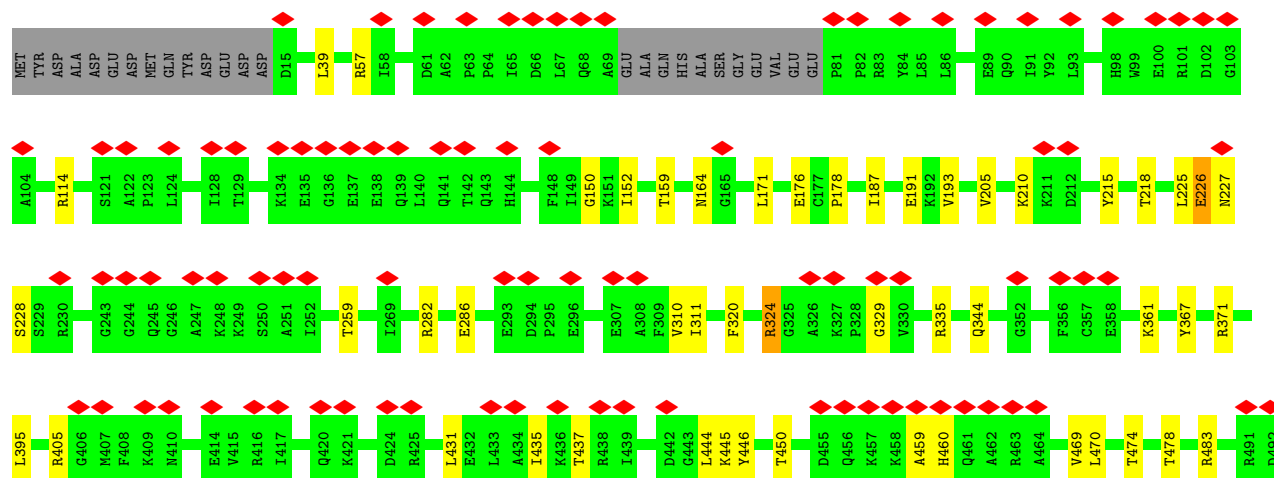 MET TYR ASP ALA ASP GLU ASP MET GLN TYR ASP GLU ASP ASP D15 L39 R57 I58 D61 A62 P63 P64 I65 D66 L67 Q68 A69 GLU ALA GLN HIS ALA SER GLY GLU VAL GLU GLU P81 P82 R83 Y84 L85 L86 E89 Q90 I91 Y92 L93 H98 W99 E100 R101 D102 G103
A104 R114 S121 A122 P123 L124 I128 T129 K134 E135 G136 E137 E138 Q139 L140 Q141 T142 Q143 H144 F148 I149 G150 K151 I152 T159 N164 G165 L171 E176 C177 P178 I187 E191 K192 V193 V205 K210 K211 D212 Y215 T218 L225 E226 N227
S228 S229 R230 G243 G244 Q245 G246 A247 K248 K249 S250 A251 I252 T259 I269 R282 E286 E293 D294 P295 E296 E307 A308 F309 V310 I311 F320 R324 G325 A326 K327 P328 G329 V330 R335 Q344 G352 F356 C357 E358 K361 Y367 R371
L395 R405 G406 M407 F408 K409 N410 E414 V415 R416 I417 Q420 K421 D424 R425 L431 E432 L433 A434 I435 K436 T437 R438 I439 D442 G443 L444 K445 Y446 T450 D455 Q456 K457 K458 A459 H460 Q461 A462 R463 A464 V469 L470 T474 T478 R483 R491 D492